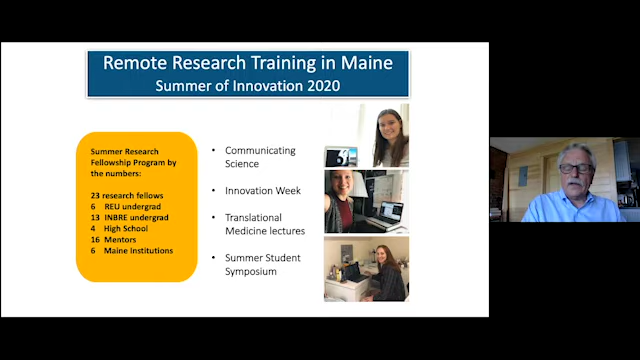 Remote Research Training in Maine
Summer of Innovation 2020
Summer Research
Fellowship Program by
the numbers:
23 research fellows
6 REU undergrad
13 INBRE undergrad
4 High School
16 Mentors
6 Maine Institutions
• Communicating
Science
• Innovation Week
• Translational
Medicine lectures
• Summer Student
Symposium